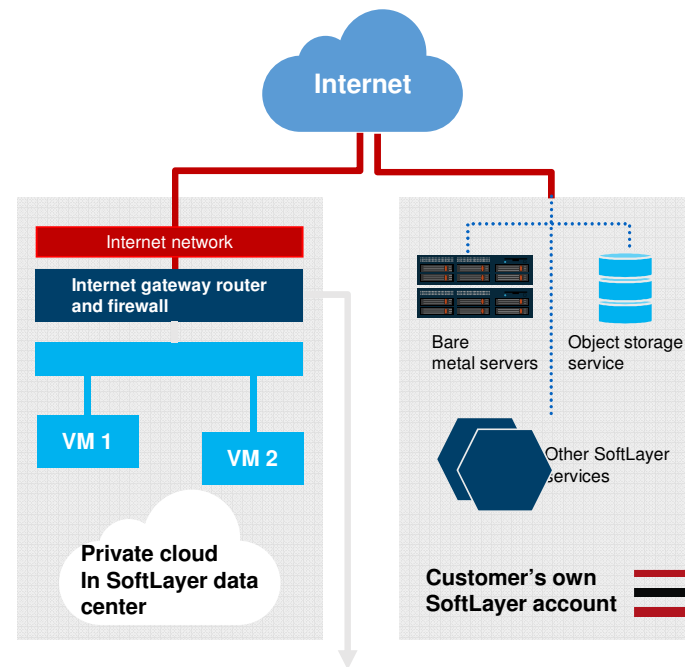 Internet
Internet network
Internet gateway router
and firewall
VM 1
VM 2
Private cloud
In SoftLayer data
center
Bare
metal servers
Object storage
service
Other SoftLayer
services
Customer’s own
SoftLayer account